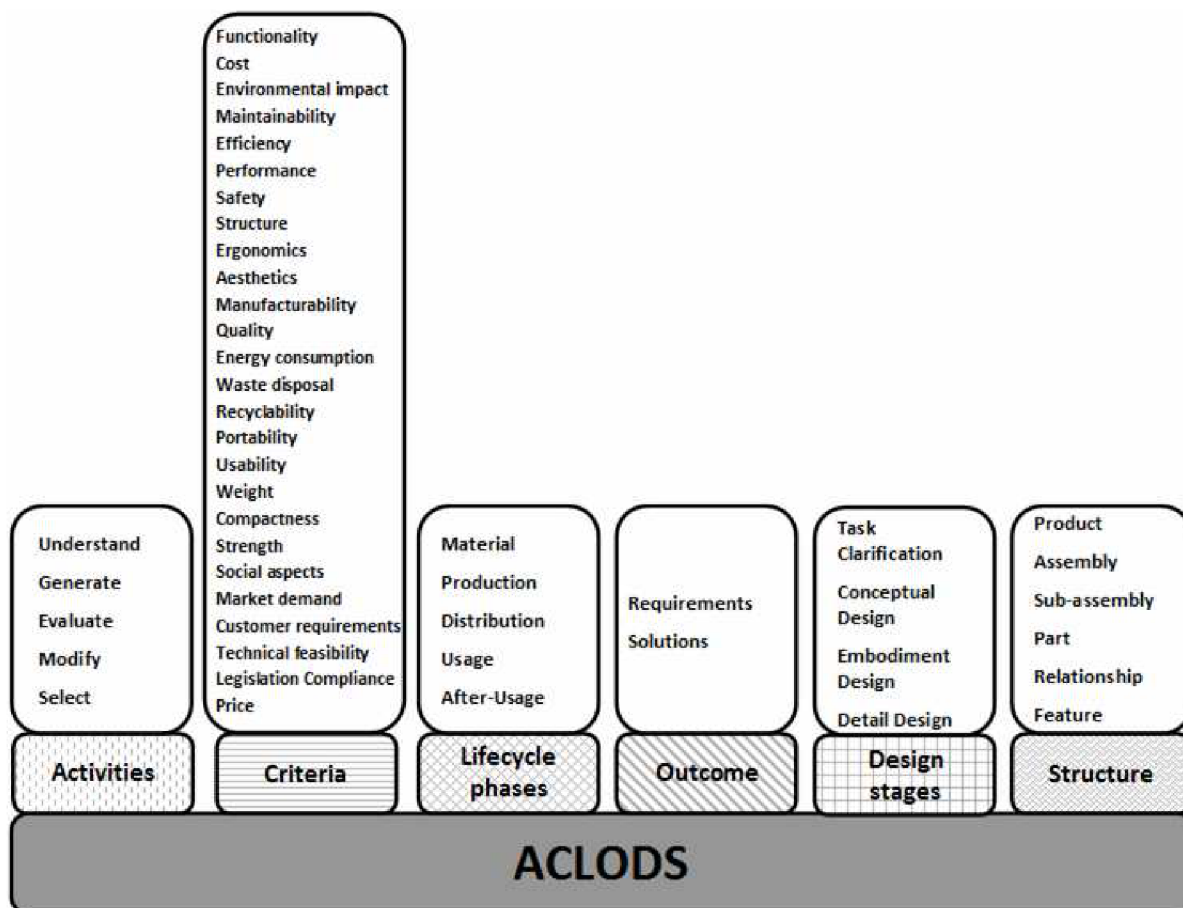 Functionality
Cost
Environmental impact
Maintainability
Efficiency
Performance
Safety
Structure
Ergonomics
Aesthetics
Manufacturability
Quality
Energy consumption
Waste disposal
Recyclability
Portability
Usability
Weight
Compactness
Strength
Social aspects
Market demand
Customer requirements
Technical feasibility
Legislation Compliance
Price
Understand
Generate
Evaluate
Modify
Select
Material
Production
Distribution
Usage
After-Usage
Requirements
Solutions
Task
Clarification
Conceptual
Design
Embodiment
Design
Detail Design
Product
Assembly
Sub-assembly
Part
Relationship
Feature
Activities
Criteria
Lifecycle
phases
Outcome
Design
stages
Structure
ACLODS